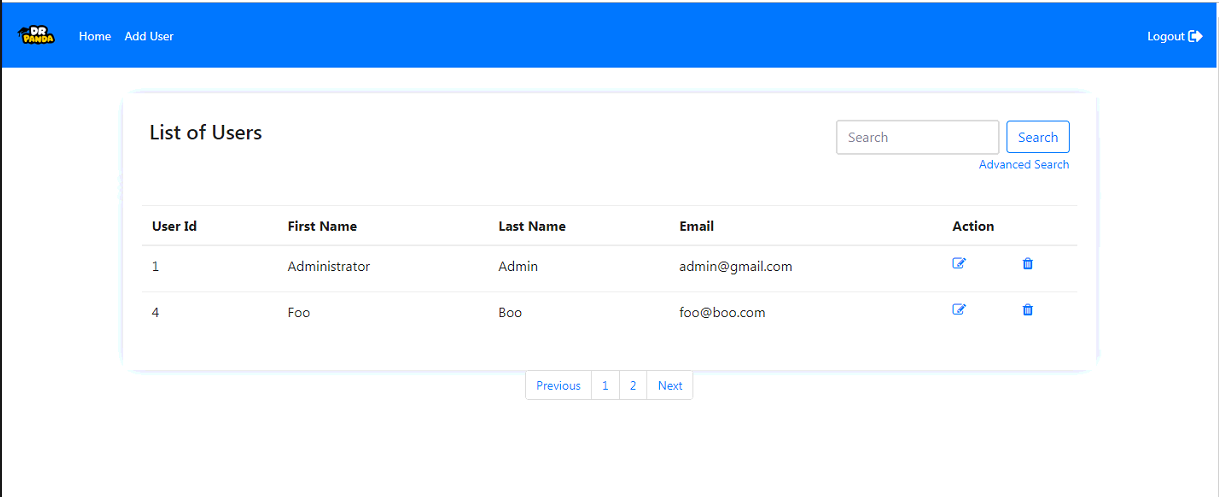 DR PANDA Home Add User Logout
List of Users Search Search
Advanced Search
User Id First Name Last Name Email Action
1 Administrator Admin admin@gmail.com
4 Foo Boo foo@boo.com
Previous 1 2 Next